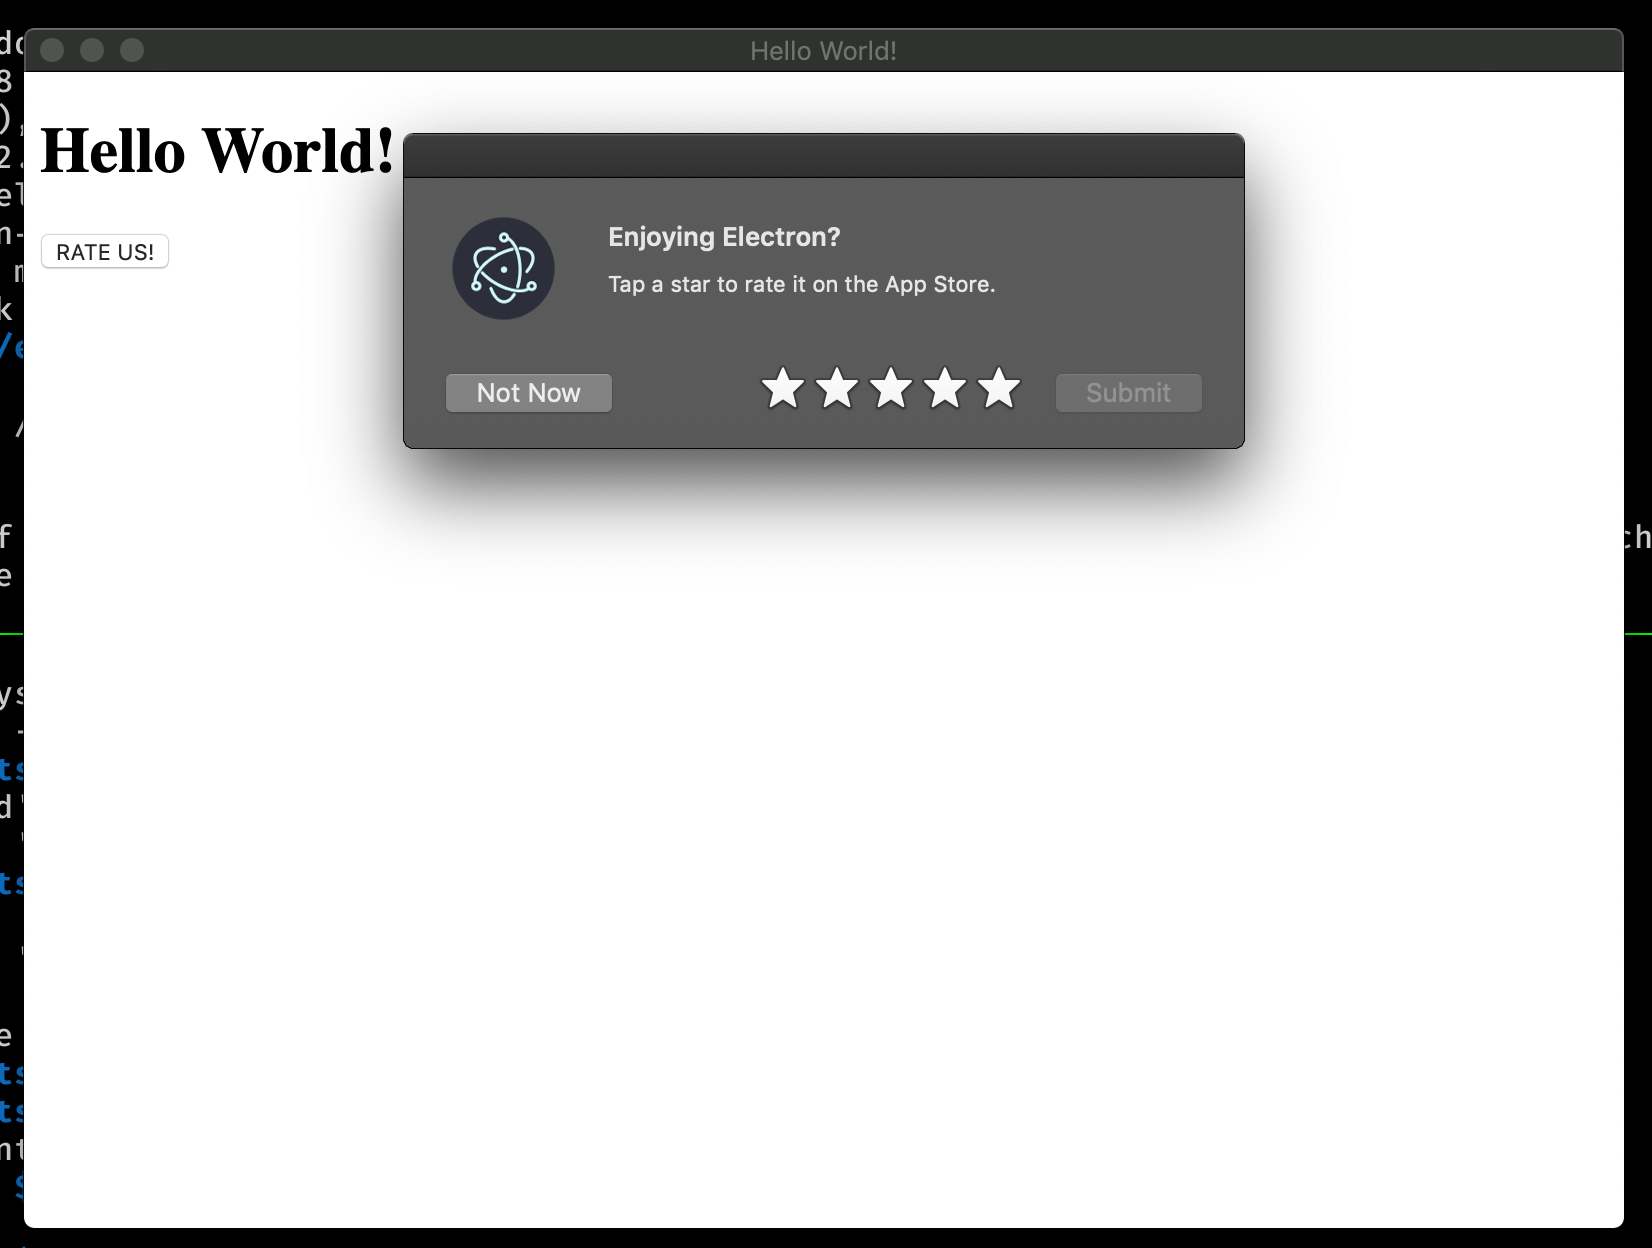 Hello World!
Hello World!
RATE US!
Enjoying Electron?
Tap a star to rate it on the App Store.
Not Now
Submit